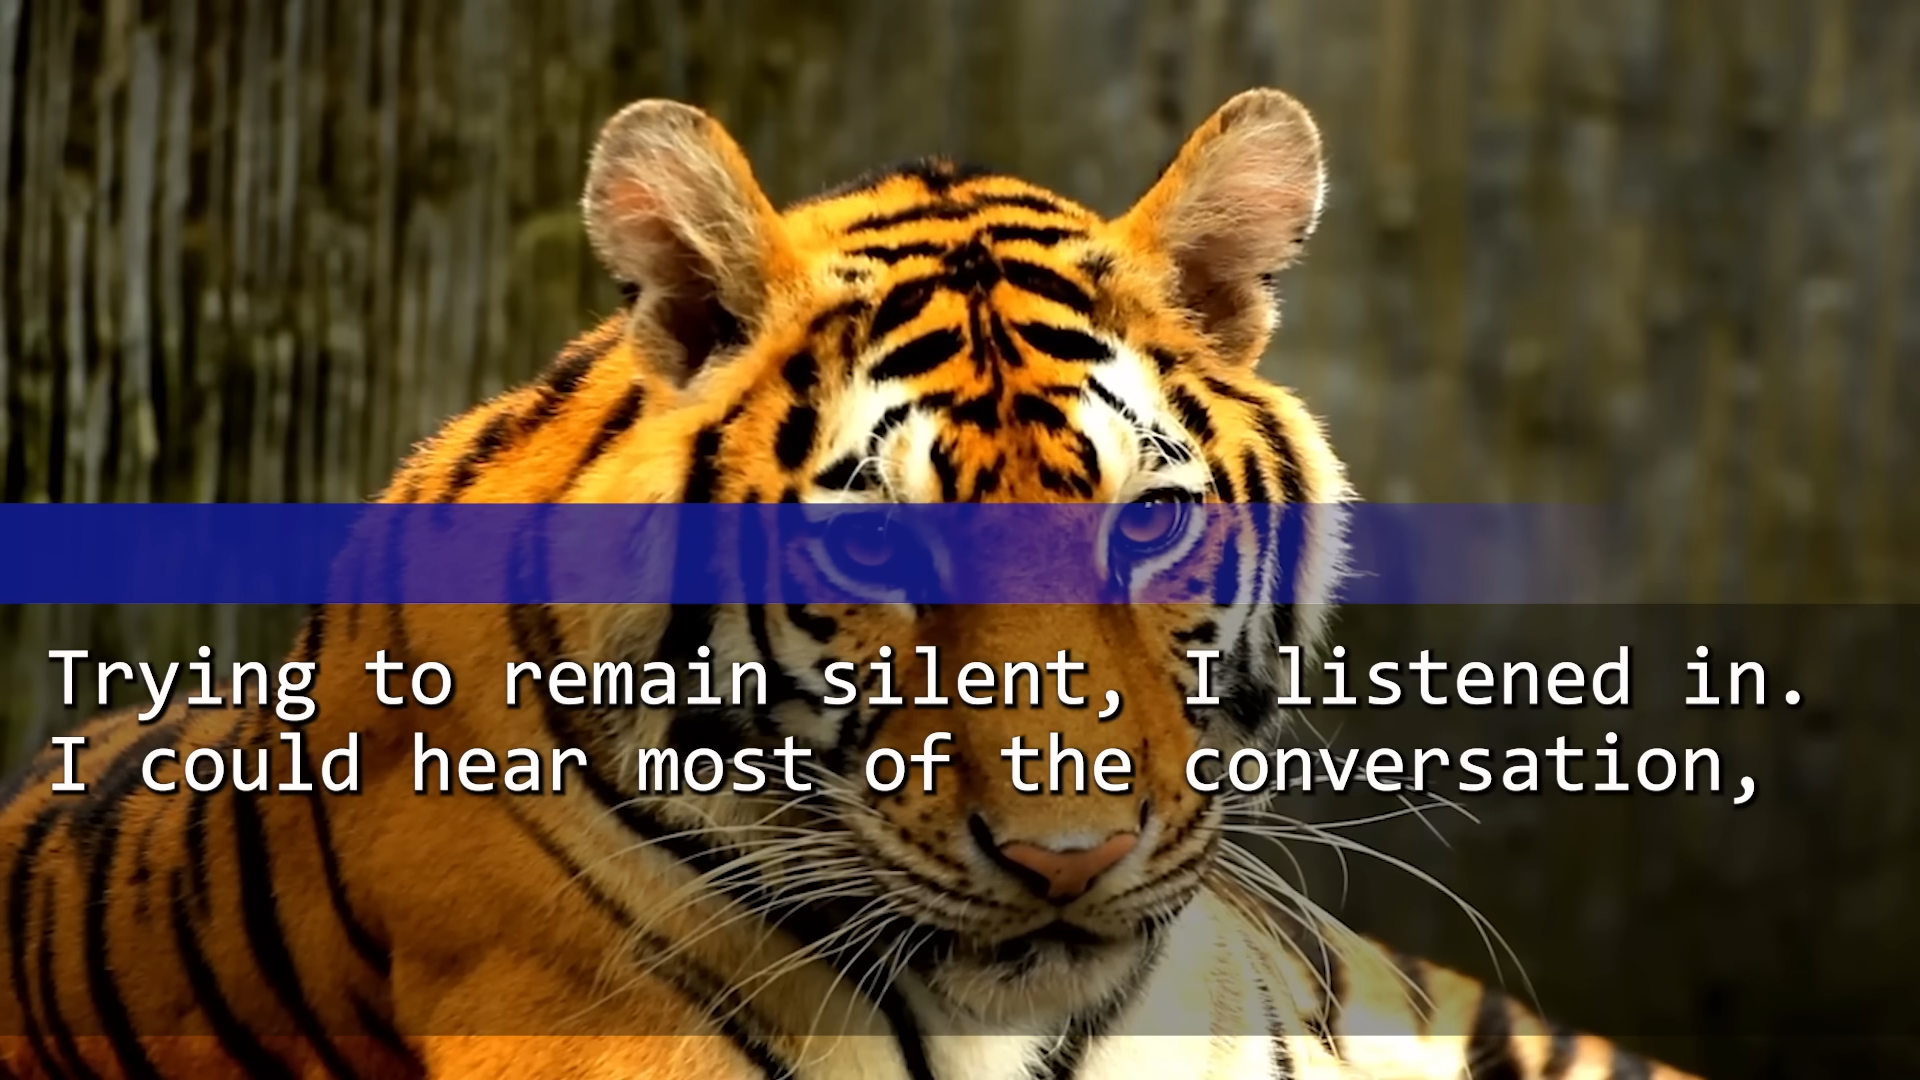 Trying to remain silent, I listened in.
I could hear most of the conversation,